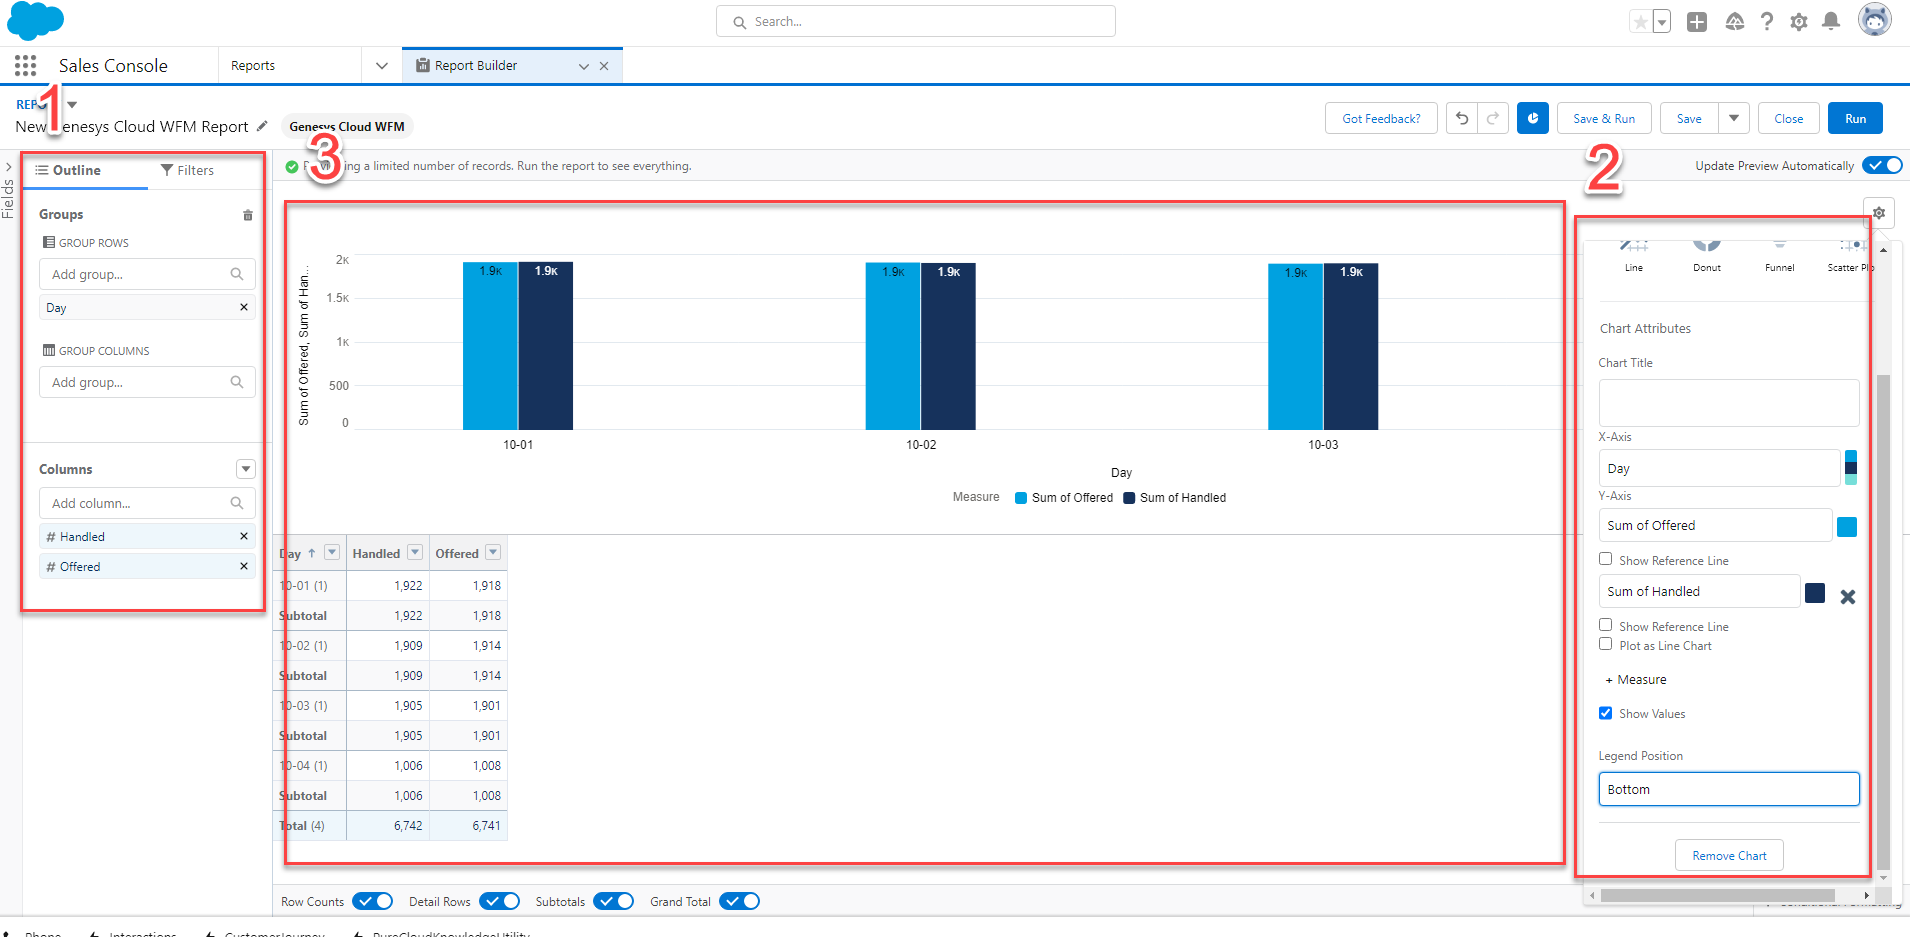 Search...
Sales Console
Reports
Report Builder
1
REPO
New Genesys Cloud WFM Report
Genesys Cloud WFM
Got Feedback?
Save & Run
Save
Close
Run
3
2
Fields
Outline
Filters
ing a limited number of records. Run the report to see everything.
Update Preview Automatically
Groups
GROUP ROWS
Add group...
Day
GROUP COLUMNS
Add group...
Columns
Add column...
# Handled
# Offered
Sum of Offered, Sum of Han...
2K
1.5K
1K
500
0
1.9K
1.9K
1.9K
1.9K
1.9K
1.9K
10-01
10-02
10-03
Day
Measure
Sum of Offered
Sum of Handled
Day ↑ Handled Offered
10-01 (1) 1,922 1,918
Subtotal 1,922 1,918
10-02 (1) 1,909 1,914
Subtotal 1,909 1,914
10-03 (1) 1,905 1,901
Subtotal 1,905 1,901
10-04 (1) 1,006 1,008
Subtotal 1,006 1,008
Total (4) 6,742 6,741
Line
Donut
Funnel
Scatter Plo
Chart Attributes
Chart Title
X-Axis
Day
Y-Axis
Sum of Offered
Show Reference Line
Sum of Handled
Show Reference Line
Plot as Line Chart
+ Measure
Show Values
Legend Position
Bottom
Remove Chart
Row Counts
Detail Rows
Subtotals
Grand Total
Conditional Formatting
Phone
Interactions
CustomerJourney
PureCloudKnowledgeUtility